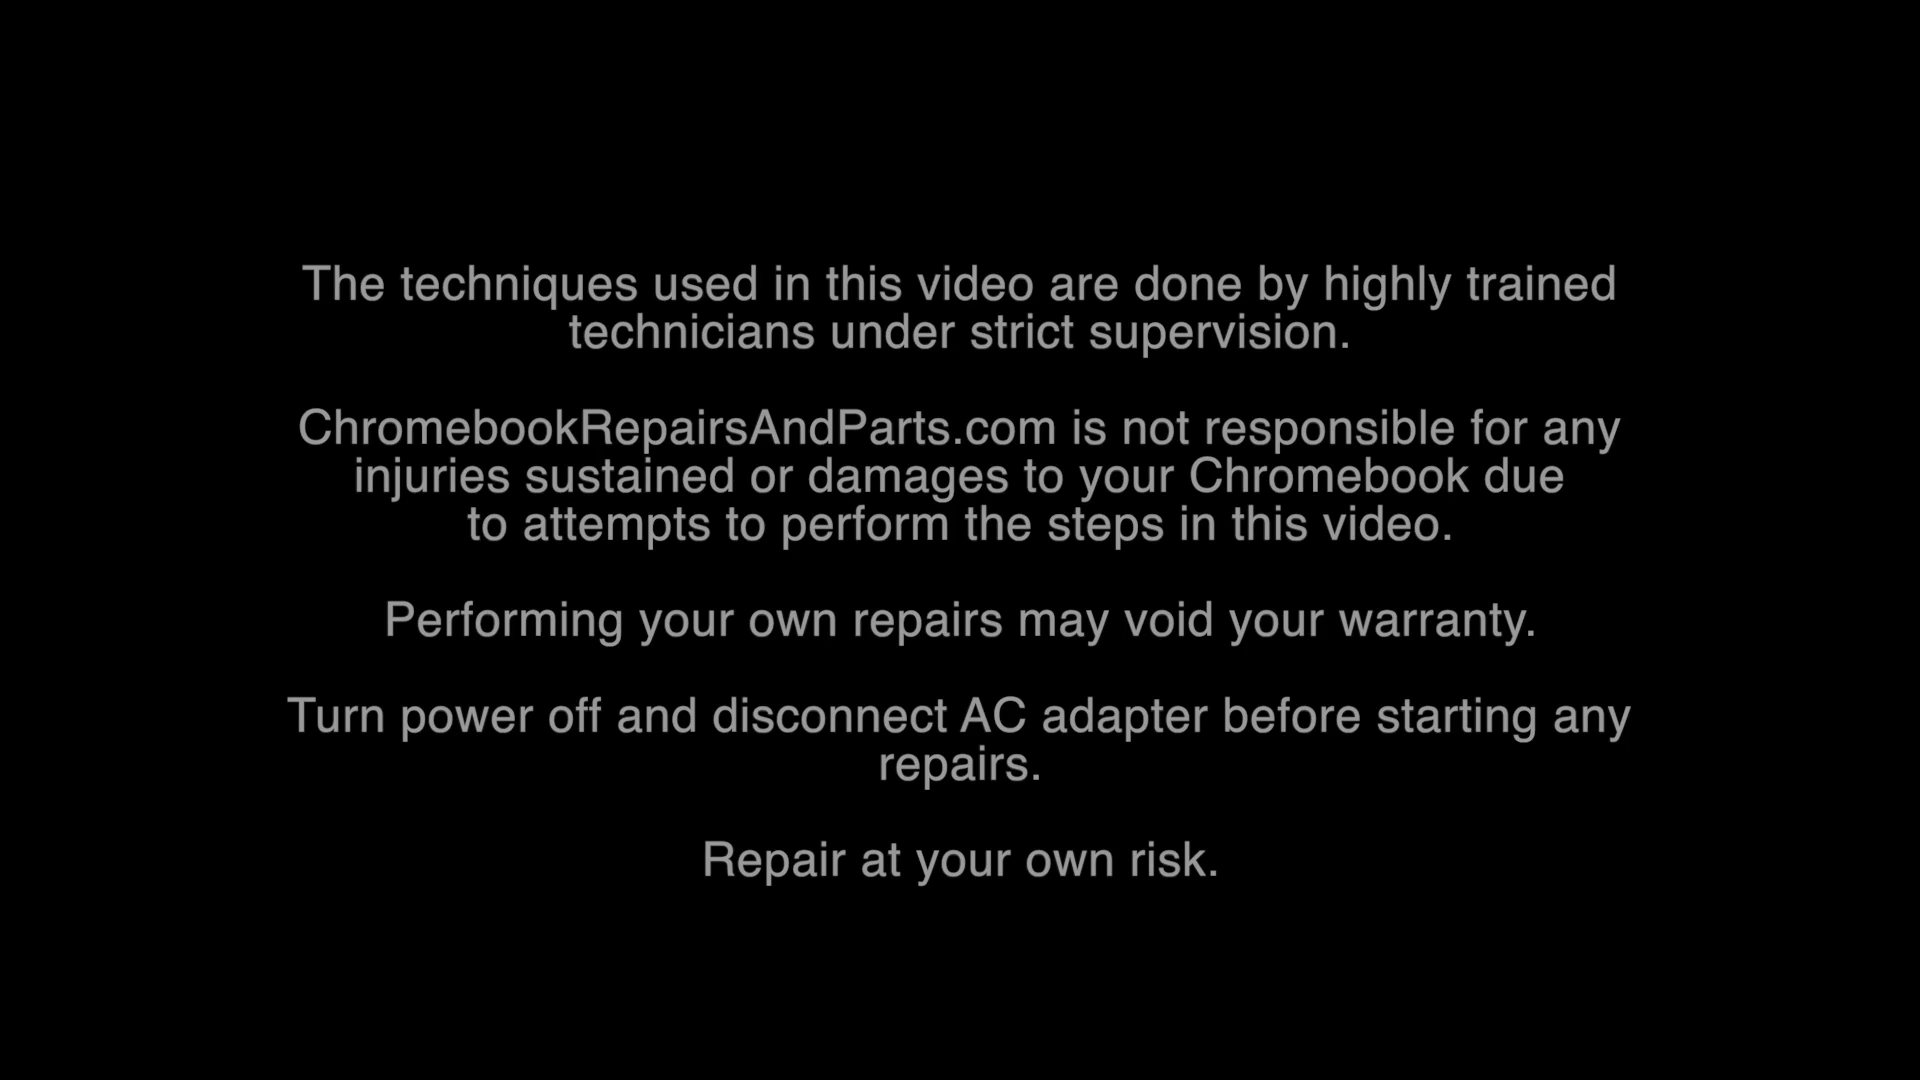 The techniques used in this video are done by highly trained
technicians under strict supervision.
ChromebookRepairsAndParts.com is not responsible for any
injuries sustained or damages to your Chromebook due
to attempts to perform the steps in this video.
Performing your own repairs may void your warranty.
Turn power off and disconnect AC adapter before starting any
repairs.
Repair at your own risk.